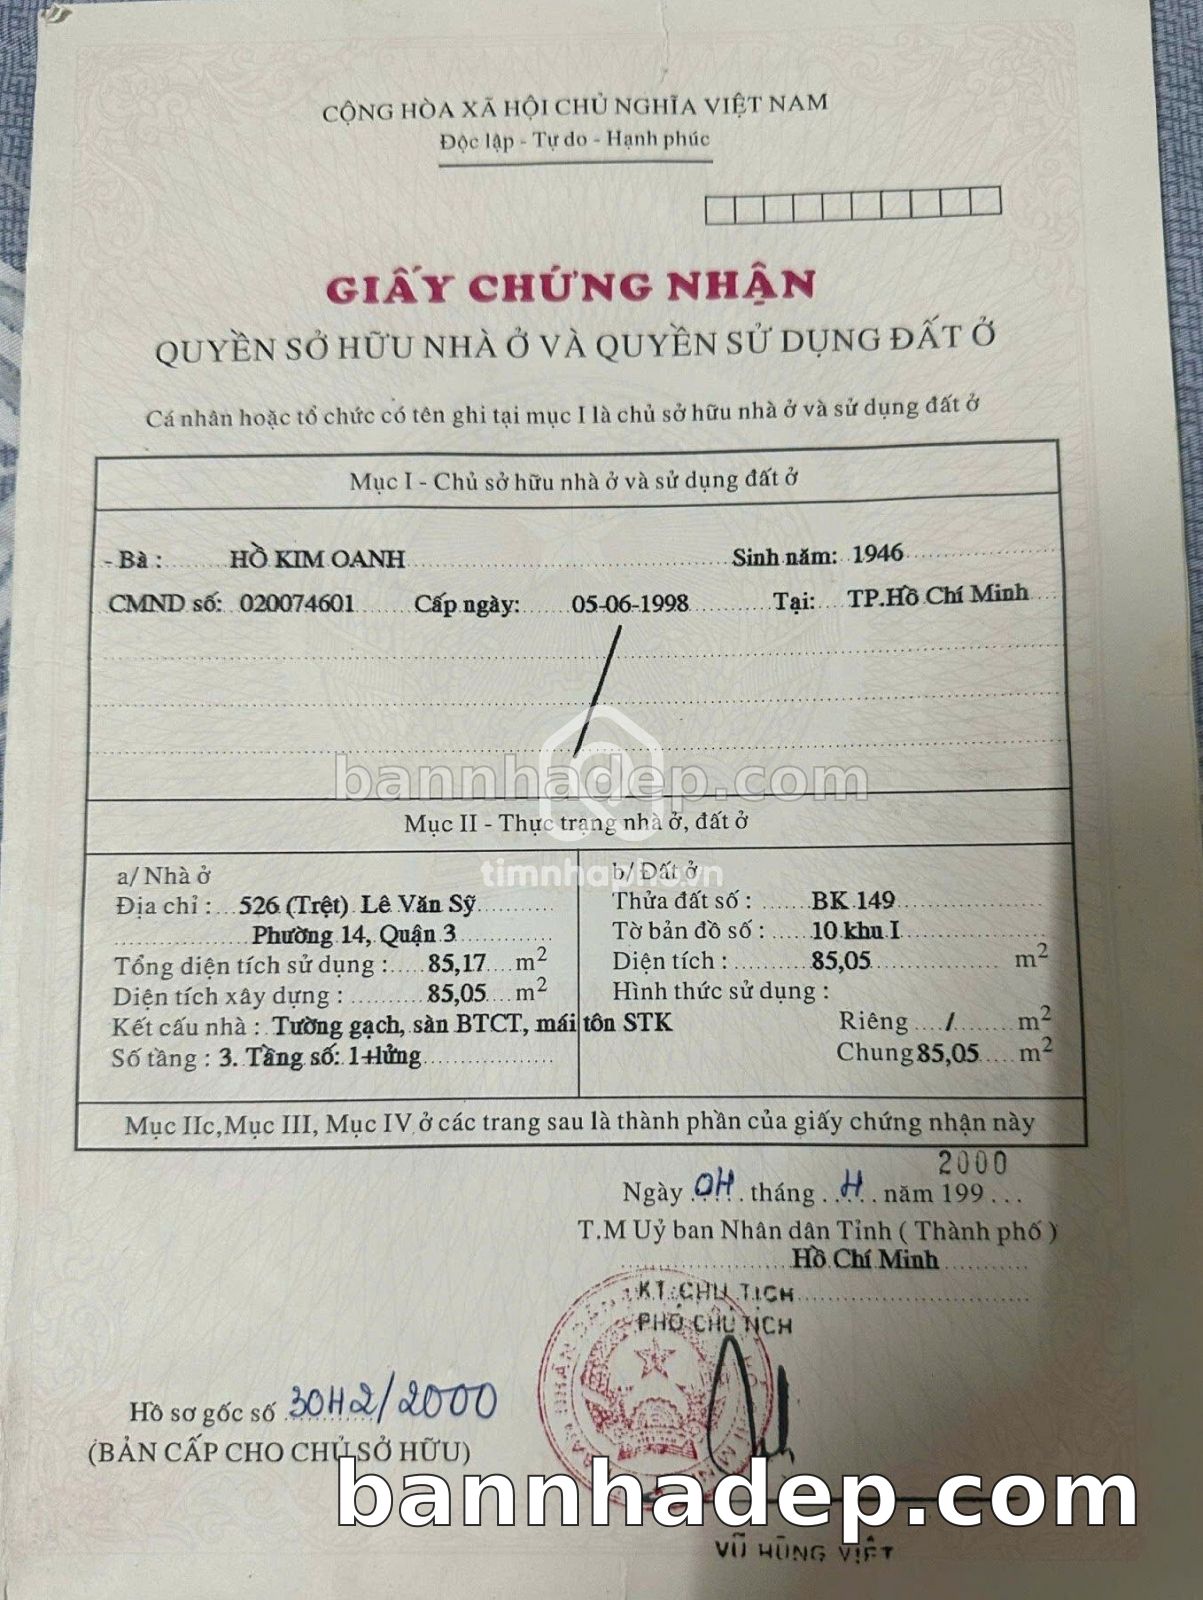 CỘNG HÒA XÃ HỘI CHỦ NGHĨA VIỆT NAM
Độc lập - Tự do - Hạnh phúc
GIẤY CHỨNG NHẬN
QUYỀN SỞ HỮU NHÀ Ở VÀ QUYỀN SỬ DỤNG ĐẤT Ở
Cá nhân hoặc tổ chức có tên ghi tại mục I là chủ sở hữu nhà ở và sử dụng đất ở
Mục I - Chủ sở hữu nhà ở và sử dụng đất ở
- Bà : HỒ KIM OANH Sinh năm: 1946
CMND số: 020074601 Cấp ngày: 05-06-1998 Tại: TP.Hồ Chí Minh
bannhadep.com
Mục II - Thực trạng nhà ở, đất ở
timnhapho.vn
a/ Nhà ở
Địa chỉ : 526 (Trệt) Lê Văn Sỹ
Phường 14, Quận 3
Tổng diện tích sử dụng : 85,17 m2
Diện tích xây dựng : 85,05 m2
Kết cấu nhà : Tường gạch, sàn BTCT, mái tôn STK
Số tầng : 3. Tầng số: 1+lửng
b/ Đất ở
Thửa đất số : BK 149
Tờ bản đồ số : 10 khu I
Diện tích : 85,05 m2
Hình thức sử dụng :
Riêng / m2
Chung 85,05 m2
Mục IIc, Mục III, Mục IV ở các trang sau là thành phần của giấy chứng nhận này
2000
Ngày 04 tháng 4 năm 199...
T.M Uỷ ban Nhân dân Tỉnh ( Thành phố )
Hồ Chí Minh
KT. CHỦ TỊCH
PHÓ CHỦ TỊCH
Hồ sơ gốc số 30442/2000
(BẢN CẤP CHO CHỦ SỞ HỮU)
bannhadep.com
VŨ HÙNG VIỆT